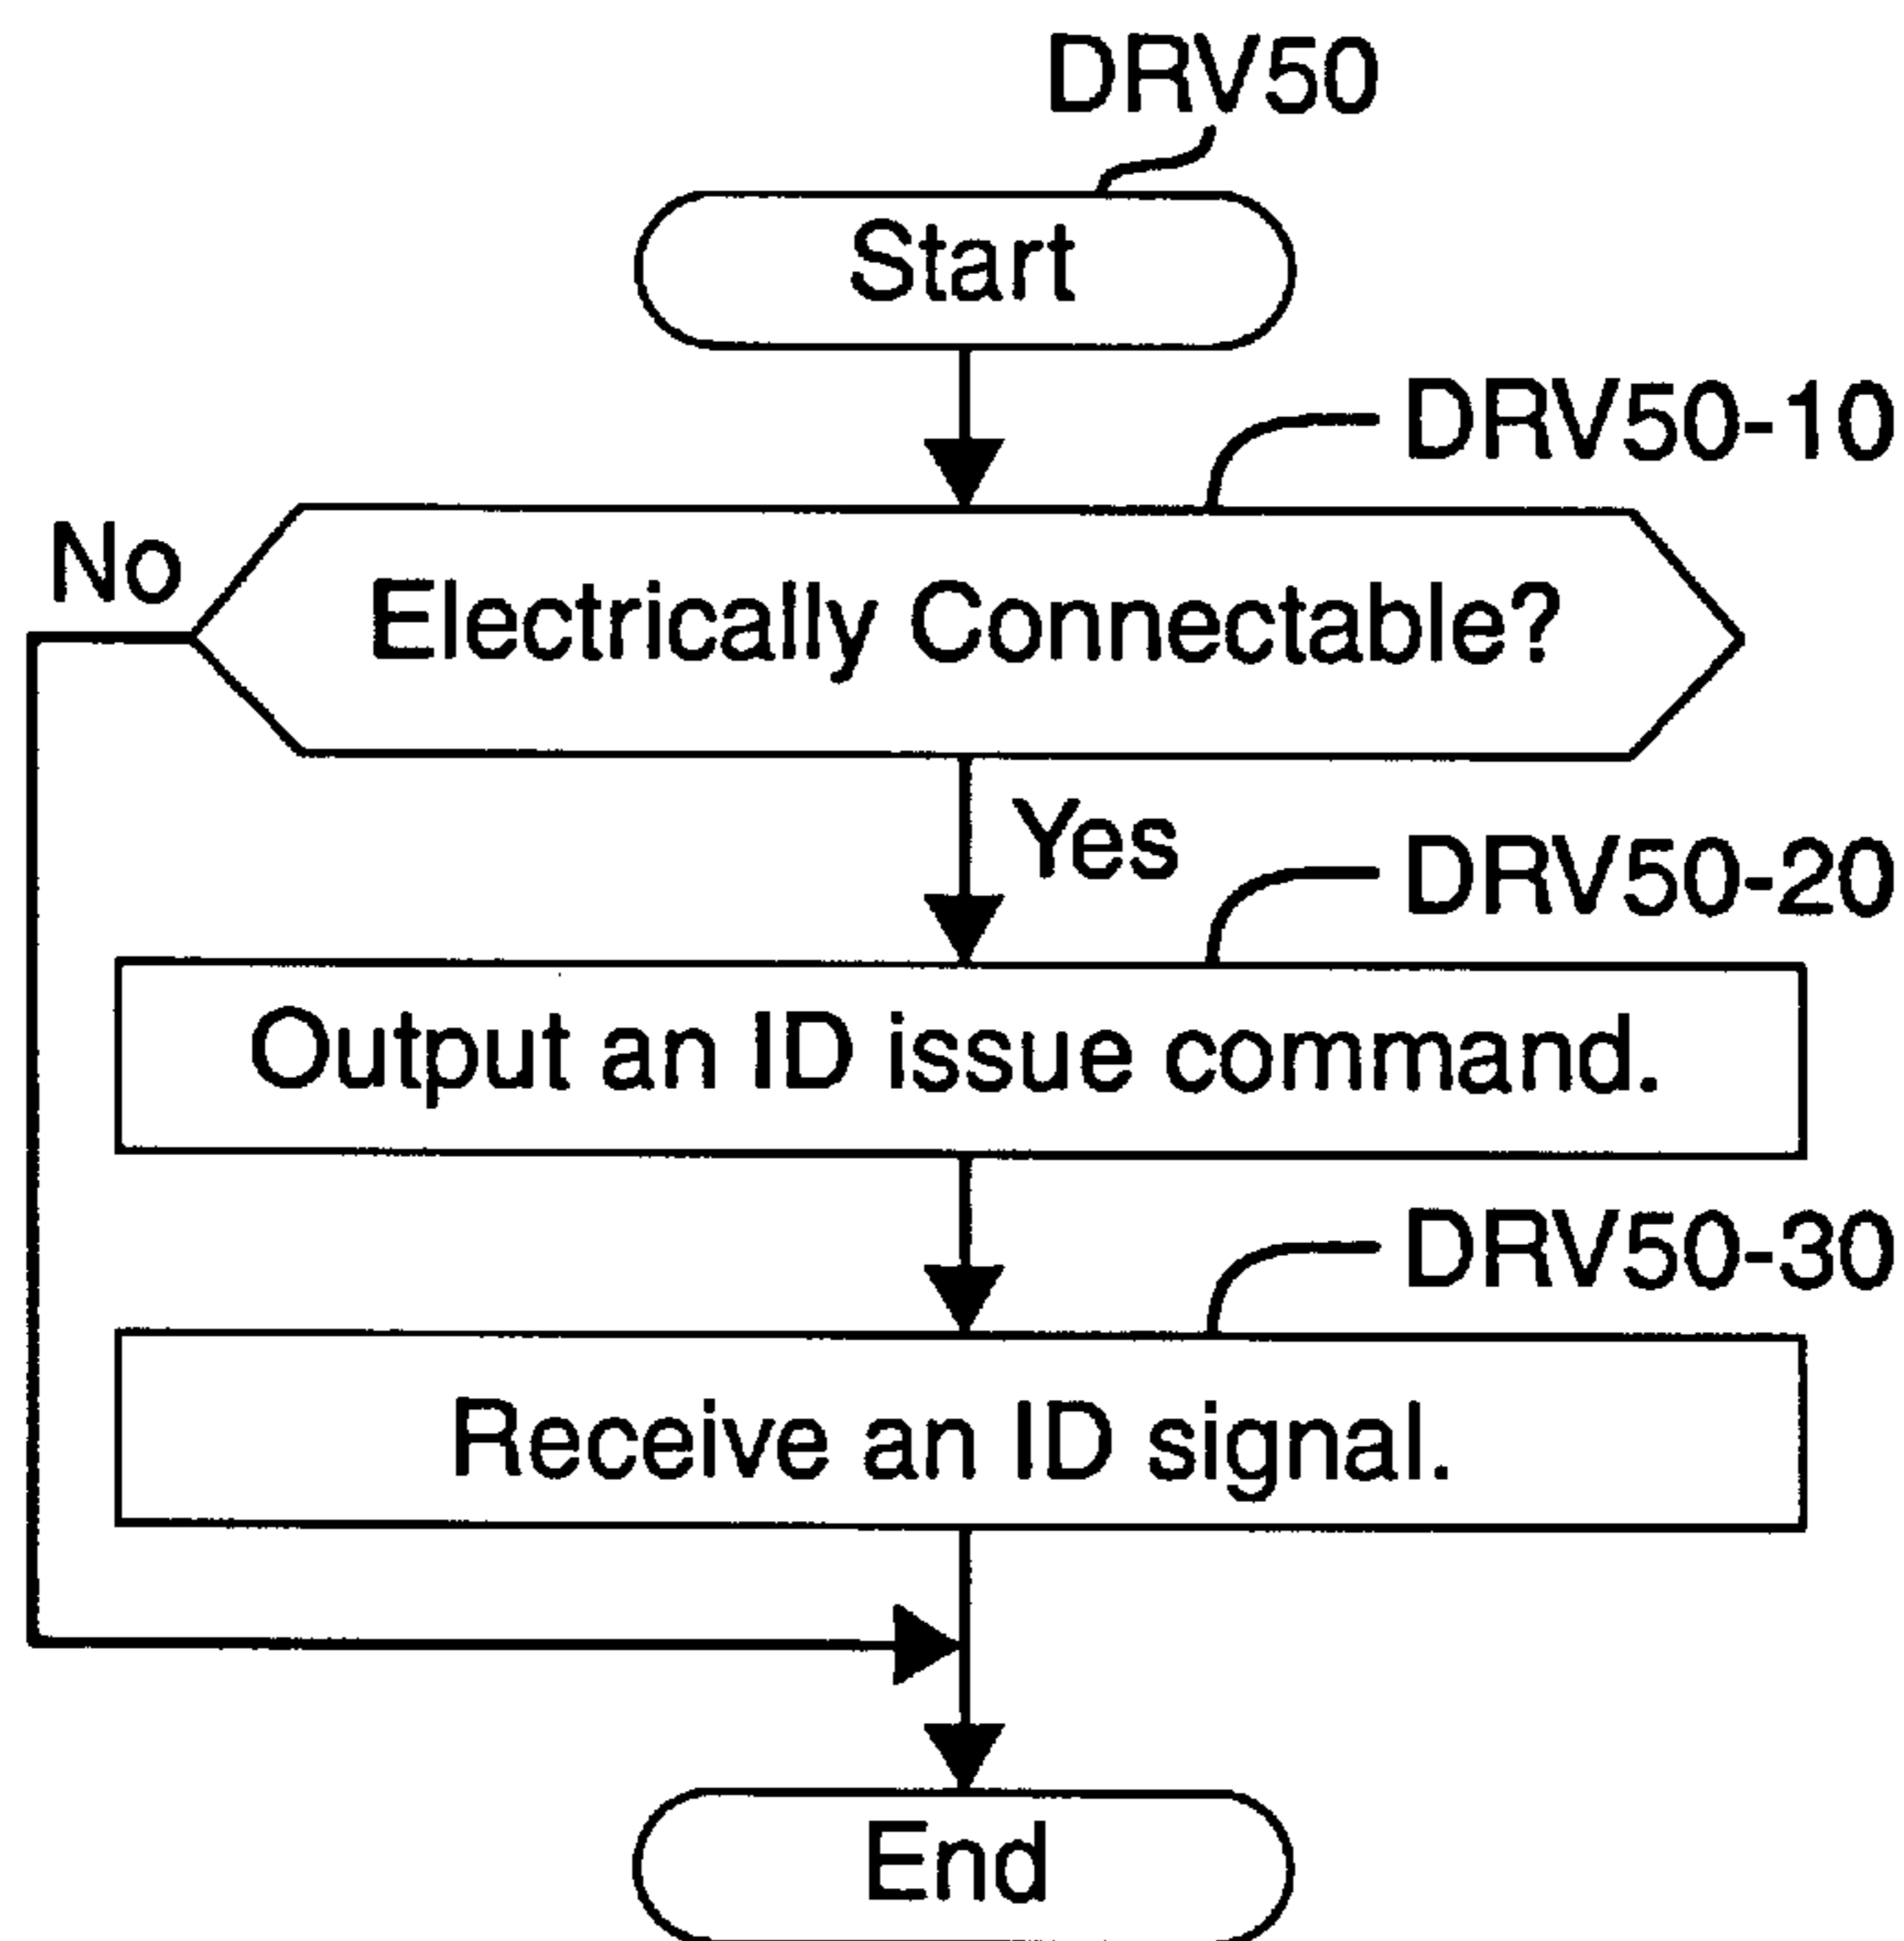 DRV50
Start
DRV50-10
No
Electrically Connectable?
Yes
DRV50-20
Output an ID issue command.
DRV50-30
Receive an ID signal.
End